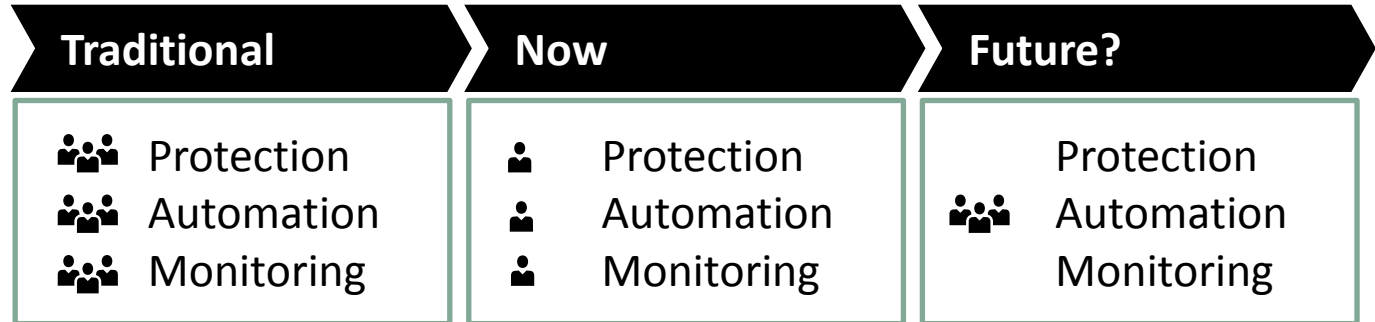 Traditional
Now
Future?
Protection
Automation
Monitoring
Protection
Automation
Monitoring
Protection
Automation
Monitoring